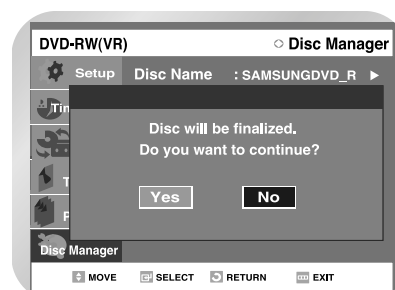 DVD-RW(VR) Disc Manager
Setup Disc Name : SAMSUNGDVD_R
Tim
Disc will be finalized.
Do you want to continue?
Yes No
T
P
Disc Manager
MOVE SELECT RETURN EXIT